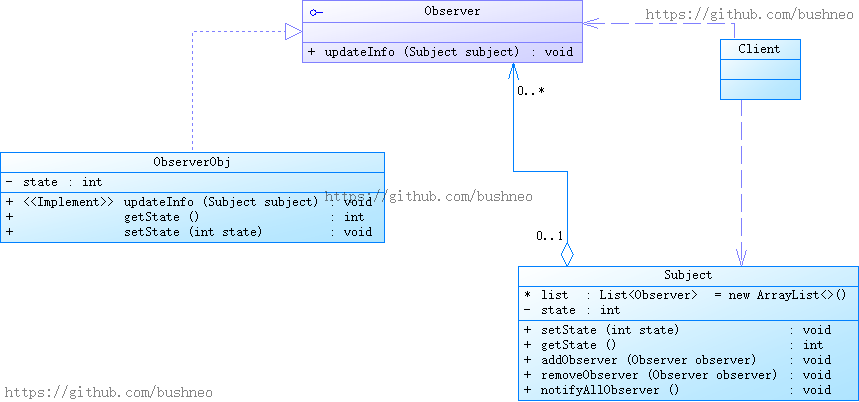 https://github.com/bushneo
Observer
+ updateInfo (Subject subject) : void
Client
0..*
ObserverObj
- state : int
+ <<Implement>> updateInfo (Subject subject) : void
+ getState () : int
+ setState (int state) : void
https://github.com/bushneo
0..1
Subject
* list : List<Observer> = new ArrayList<>()
- state : int
+ setState (int state) : void
+ getState () : int
+ addObserver (Observer observer) : void
+ removeObserver (Observer observer) : void
+ notifyAllObserver () : void
https://github.com/bushneo